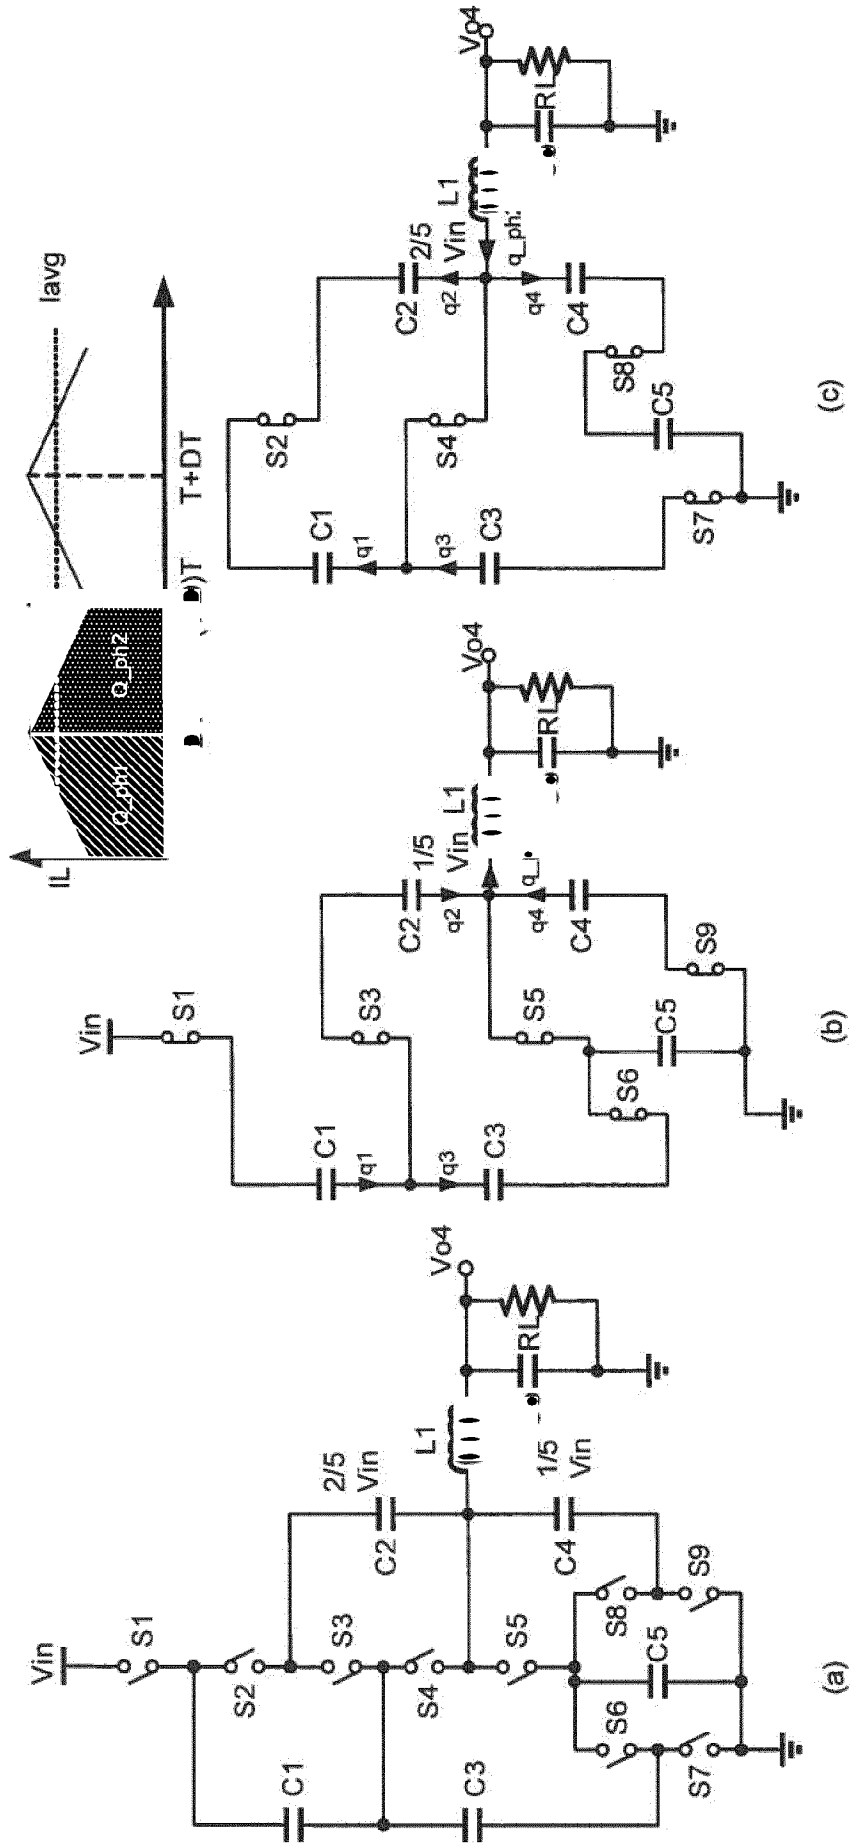 Vin
S1
S2
S3
S4
S5
S6
S7
S8
S9
C1
C2
C3
C4
C5
2/5
Vin
1/5
Vin
L1
RL
Vo4
(a)
Vin
S1
S3
S5
S6
S9
C1
q1
q3
C3
C2
1/5
Vin
q2
q4
C4
C5
L1
RL
Vo4
(b)
IL
Q_ph1
Q_ph2
)T
T+DT
Iavg
S2
S4
S7
S8
C1
q1
q3
C3
C2
2/5
Vin
q2
q4
q_ph
C4
C5
L1
RL
Vo4
(c)